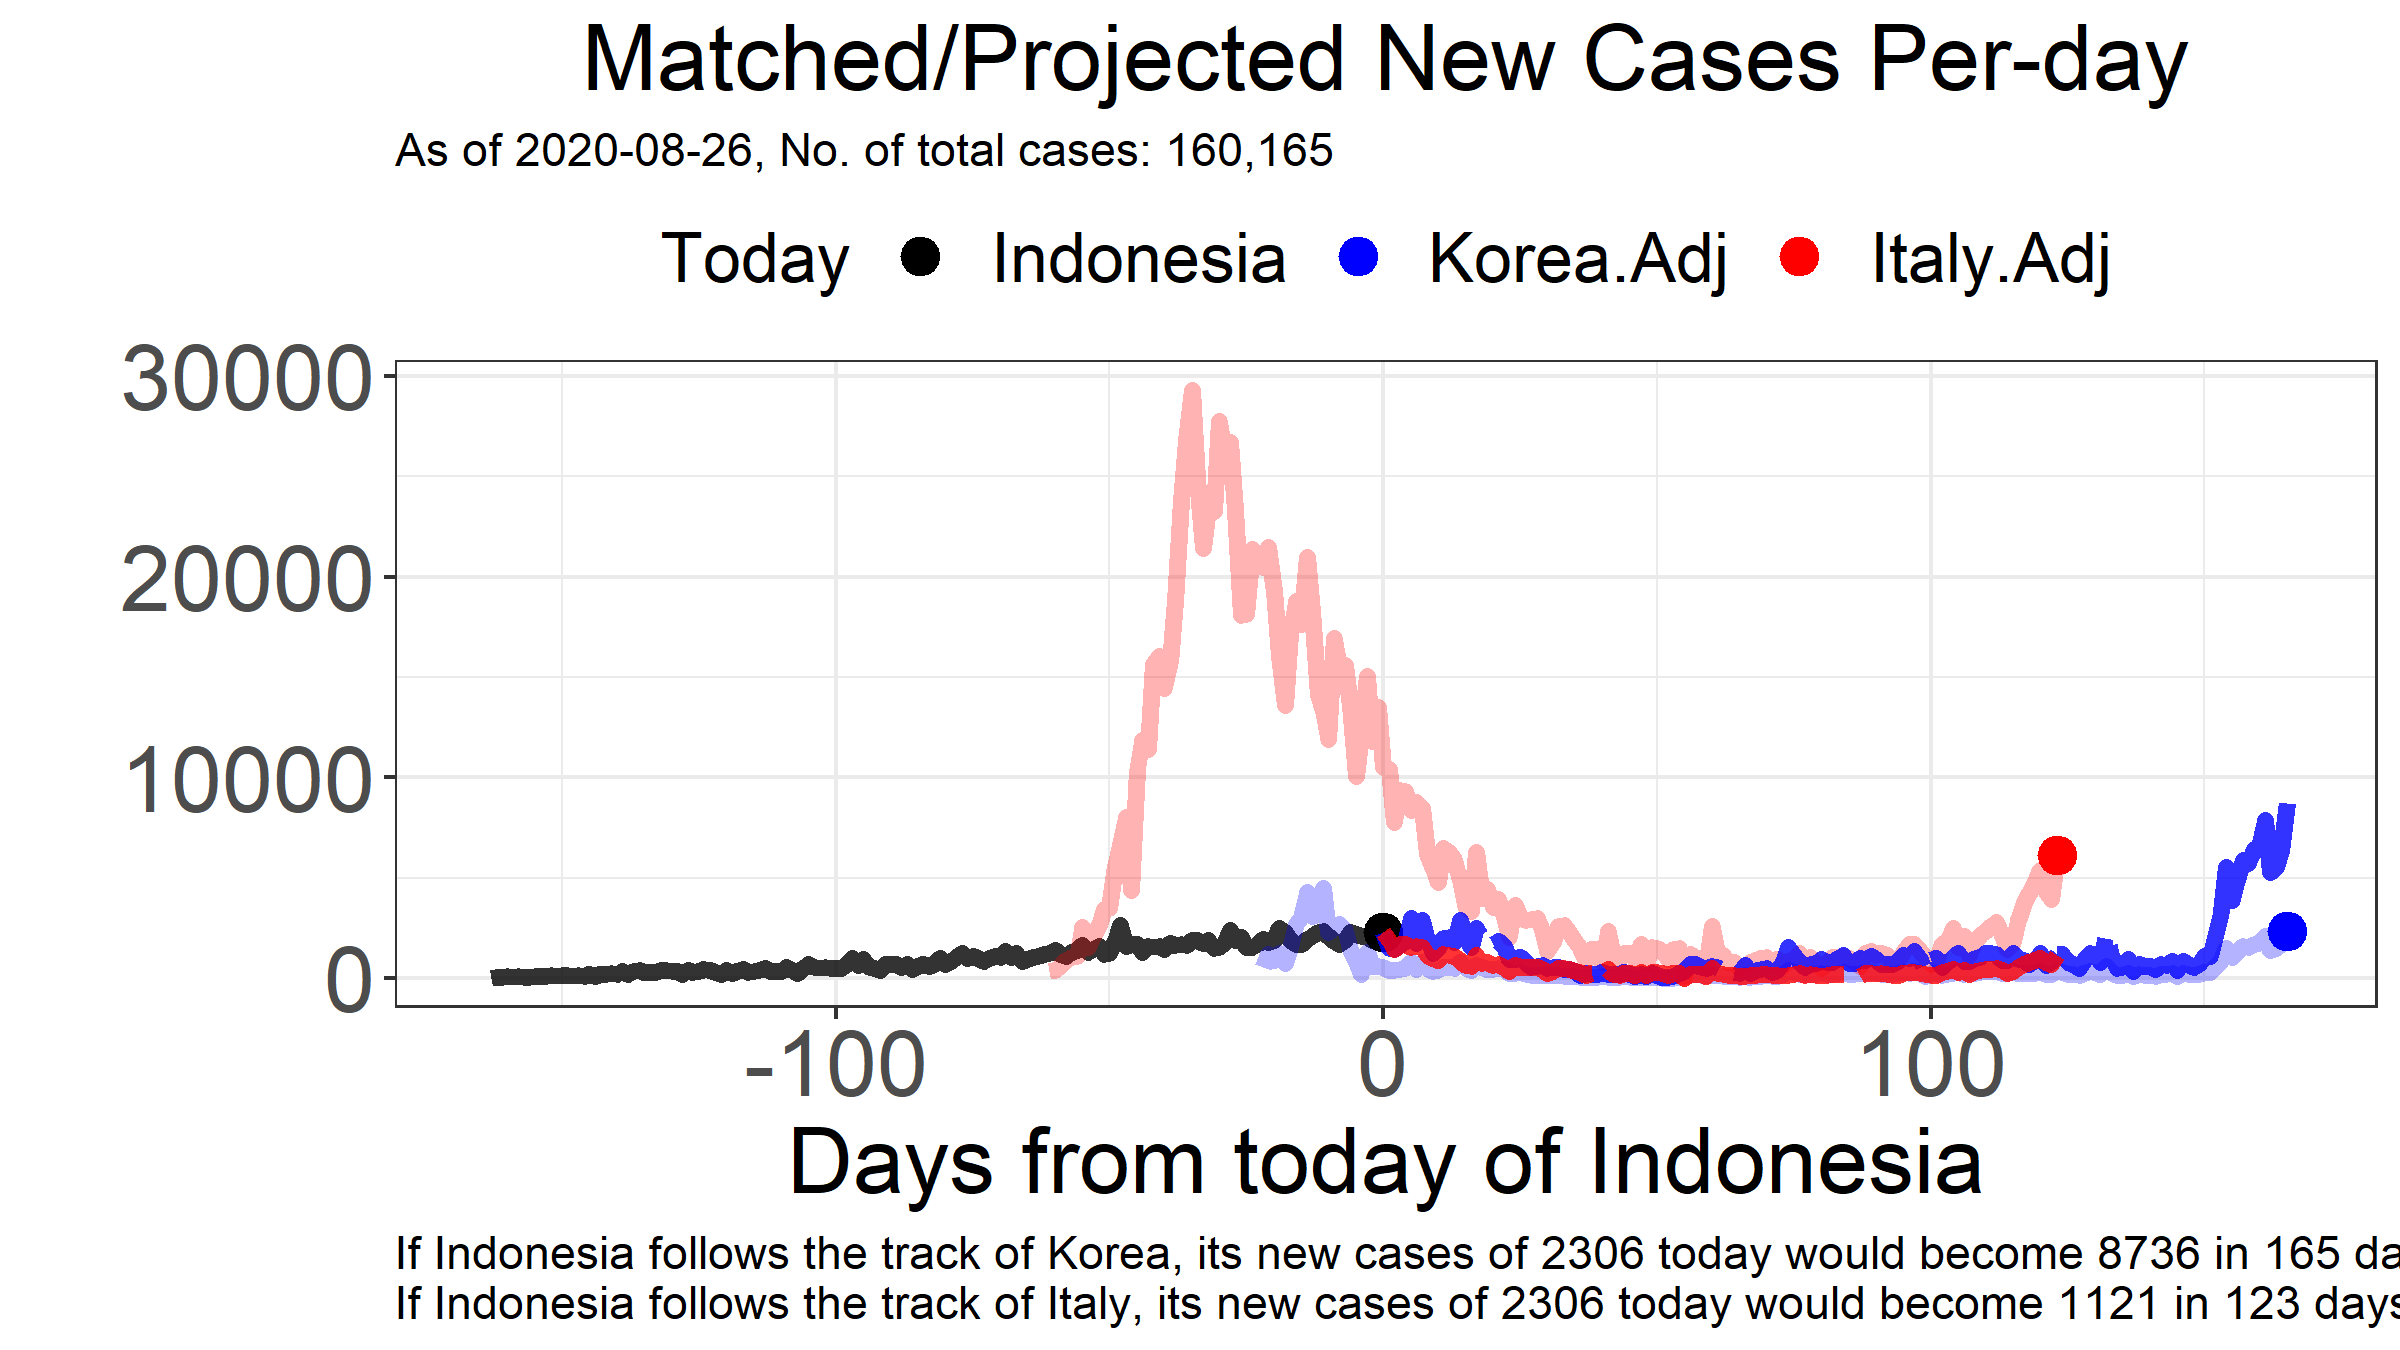 Matched/Projected New Cases Per-day
As of 2020-08-26, No. of total cases: 160,165
Today Indonesia Korea.Adj Italy.Adj
30000
20000
10000
0
-100 0 100
Days from today of Indonesia
If Indonesia follows the track of Korea, its new cases of 2306 today would become 8736 in 165 da
If Indonesia follows the track of Italy, its new cases of 2306 today would become 1121 in 123 days